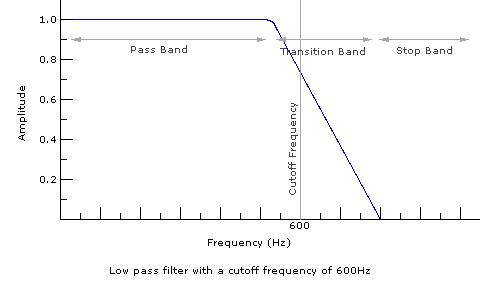 1.0
Pass Band
Transition Band
Stop Band
0.8
0.6
0.4
0.2
Amplitude
Cutoff Frequency
600
Frequency (Hz)
Low pass filter with a cutoff frequency of 600Hz